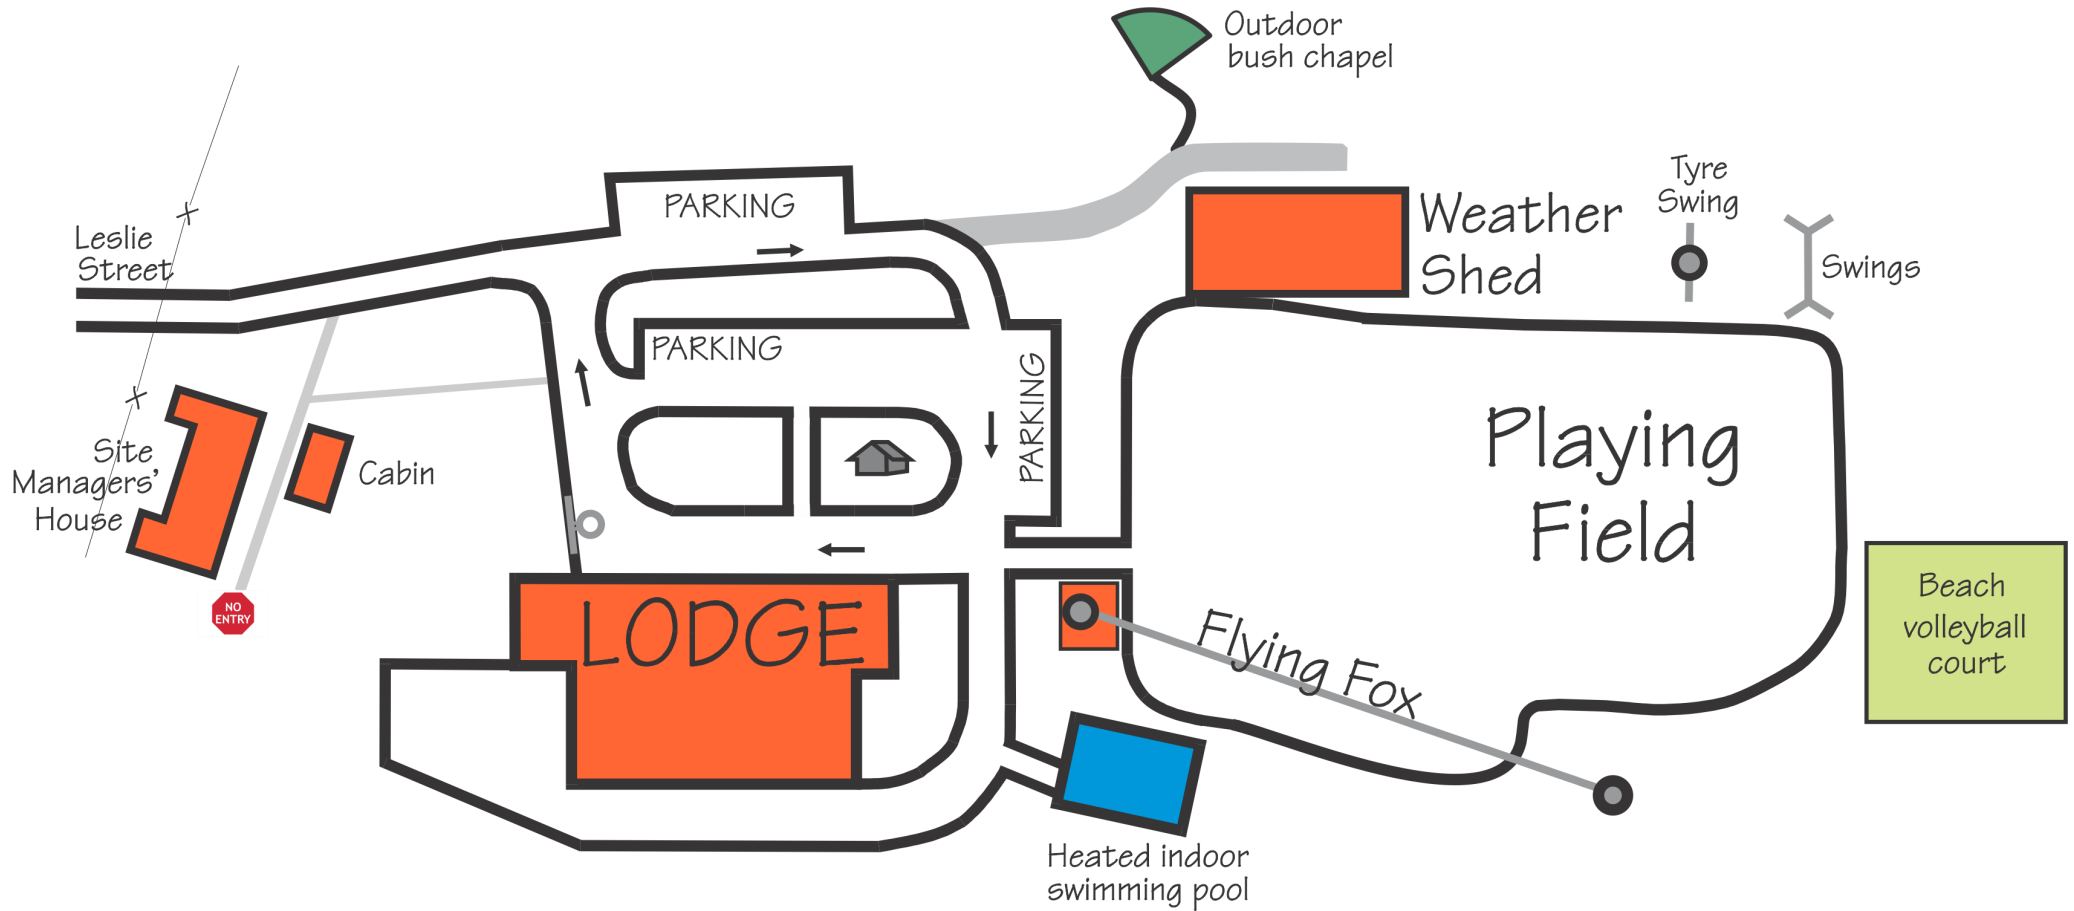 Outdoor
bush chapel
PARKING
Tyre
Swing
Weather
Shed
Swings
Leslie
Street
PARKING
PARKING
Playing
Field
Site
Managers'
House
Cabin
NO
ENTRY
LODGE
Flying Fox
Beach
volleyball
court
Heated indoor
swimming pool